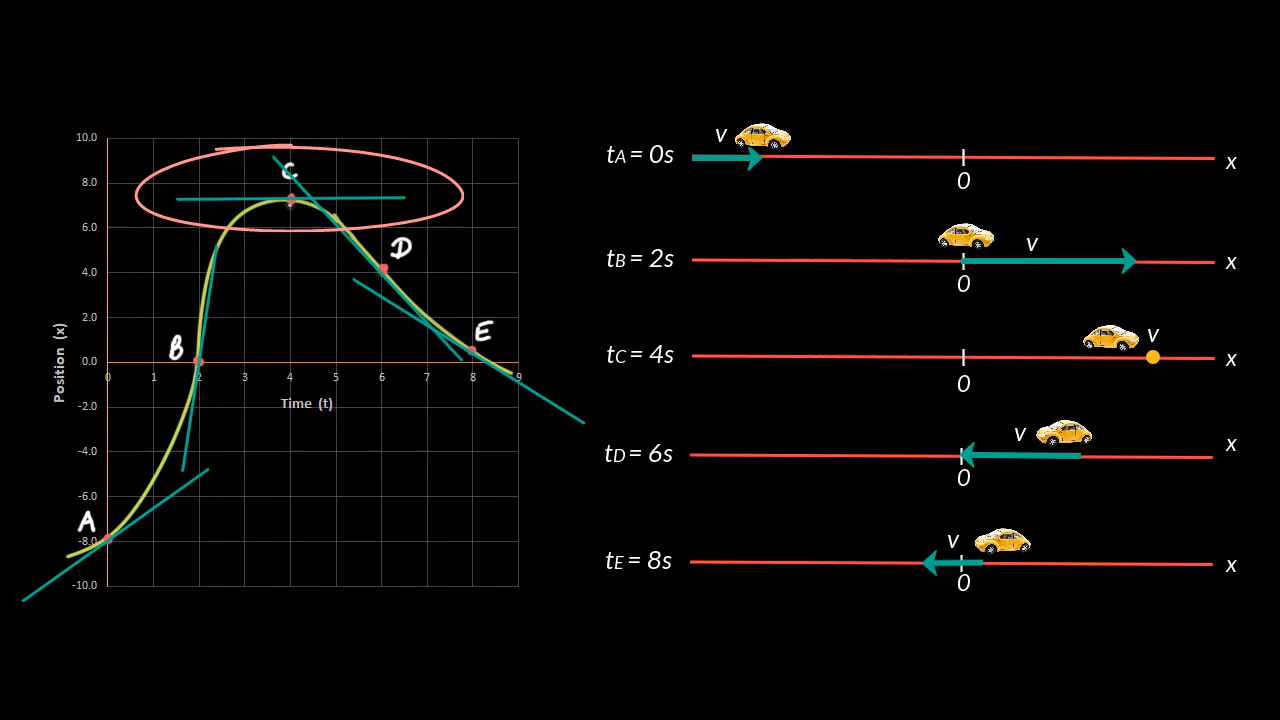 10.0
8.0
6.0
4.0
2.0
0.0
-2.0
-4.0
-6.0
-8.0
-10.0
0 1 2 3 4 5 6 7 8 9
Position (x)
Time (t)
A
B
C
D
E
tA = 0s v 0 x
tB = 2s v 0 x
tC = 4s v 0 x
tD = 6s v 0 x
tE = 8s v 0 x